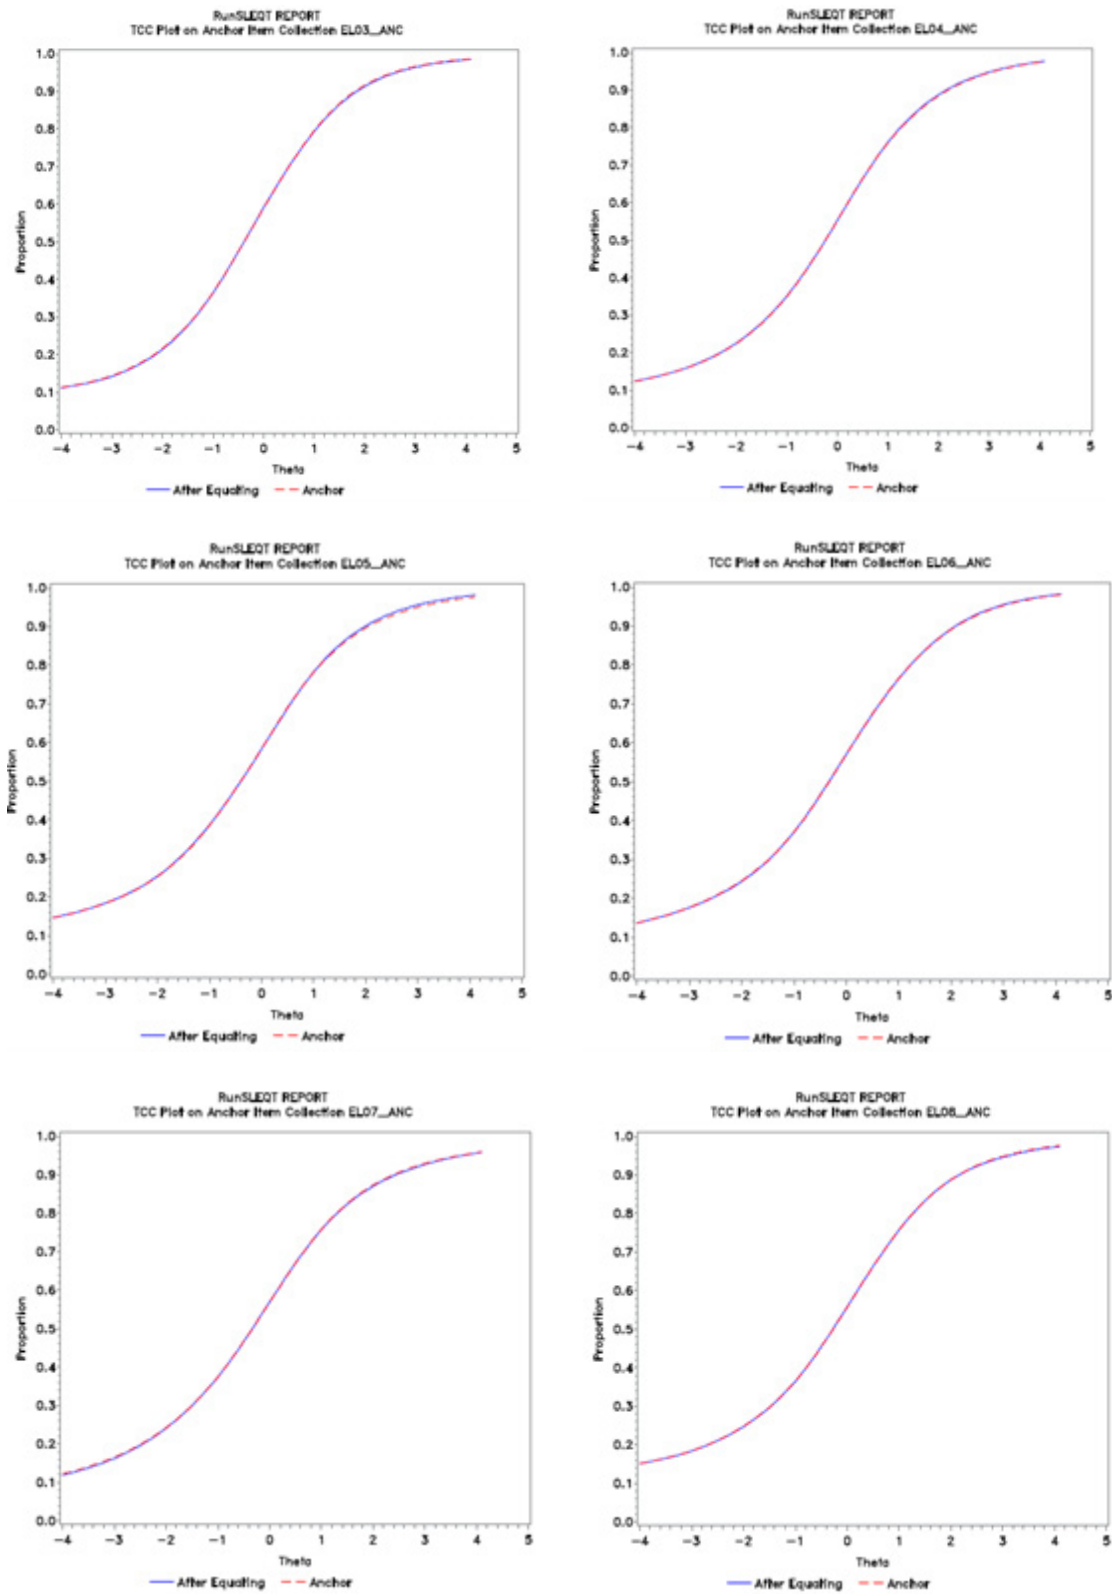 RunSLEQT REPORT
TCC Plot on Anchor Item Collection EL03_ANC
1.0
0.9
0.8
0.7
0.6
0.5
0.4
0.3
0.2
0.1
0.0
Proportion
-4 -3 -2 -1 0 1 2 3 4 5
Theta
After Equating Anchor
RunSLEQT REPORT
TCC Plot on Anchor Item Collection EL04_ANC
1.0
0.9
0.8
0.7
0.6
0.5
0.4
0.3
0.2
0.1
0.0
Proportion
-4 -3 -2 -1 0 1 2 3 4 5
Theta
After Equating Anchor
RunSLEQT REPORT
TCC Plot on Anchor Item Collection EL05_ANC
1.0
0.9
0.8
0.7
0.6
0.5
0.4
0.3
0.2
0.1
0.0
Proportion
-4 -3 -2 -1 0 1 2 3 4 5
Theta
After Equating Anchor
RunSLEQT REPORT
TCC Plot on Anchor Item Collection EL06_ANC
1.0
0.9
0.8
0.7
0.6
0.5
0.4
0.3
0.2
0.1
0.0
Proportion
-4 -3 -2 -1 0 1 2 3 4 5
Theta
After Equating Anchor
RunSLEQT REPORT
TCC Plot on Anchor Item Collection EL07_ANC
1.0
0.9
0.8
0.7
0.6
0.5
0.4
0.3
0.2
0.1
0.0
Proportion
-4 -3 -2 -1 0 1 2 3 4 5
Theta
After Equating Anchor
RunSLEQT REPORT
TCC Plot on Anchor Item Collection EL08_ANC
1.0
0.9
0.8
0.7
0.6
0.5
0.4
0.3
0.2
0.1
0.0
Proportion
-4 -3 -2 -1 0 1 2 3 4 5
Theta
After Equating Anchor